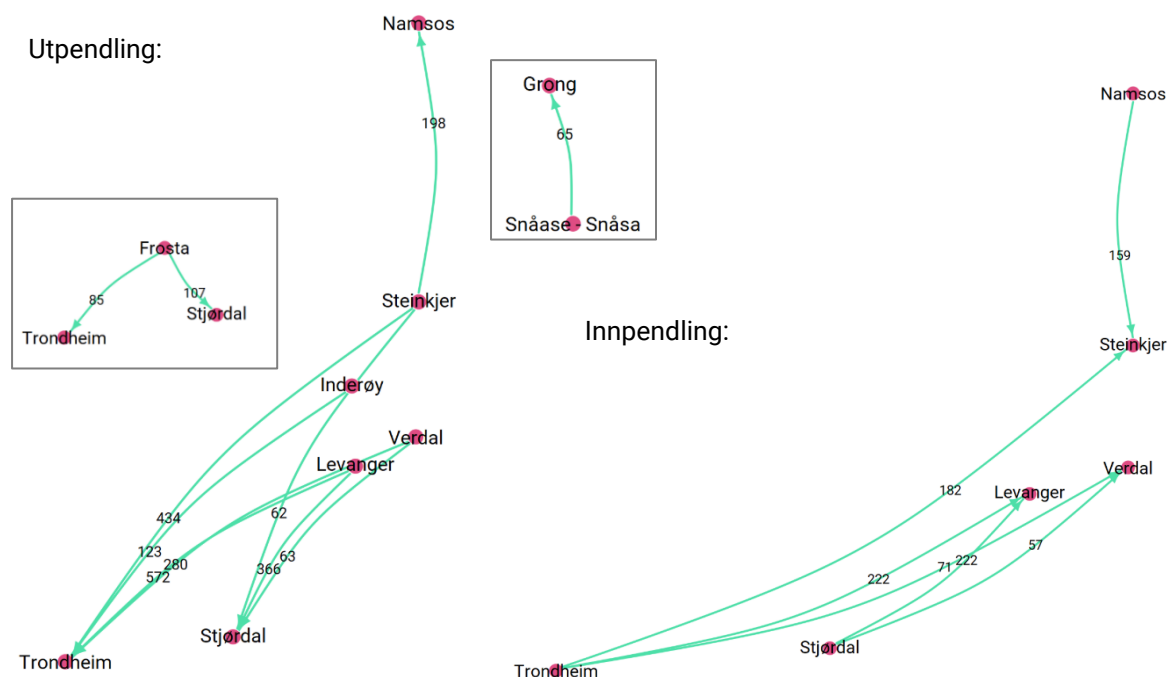 Utpendling:
Namsos
198
Frosta
85
107
Stjørdal
Trondheim
Steinkjer
Inderøy
Verdal
Levanger
434
62
123
280
63
366
572
Stjørdal
Trondheim
Grong
65
Snåase - Snåsa
Innpendling:
Namsos
159
Steinkjer
Verdal
182
Levanger
57
222
71
222
Stjørdal
Trondheim